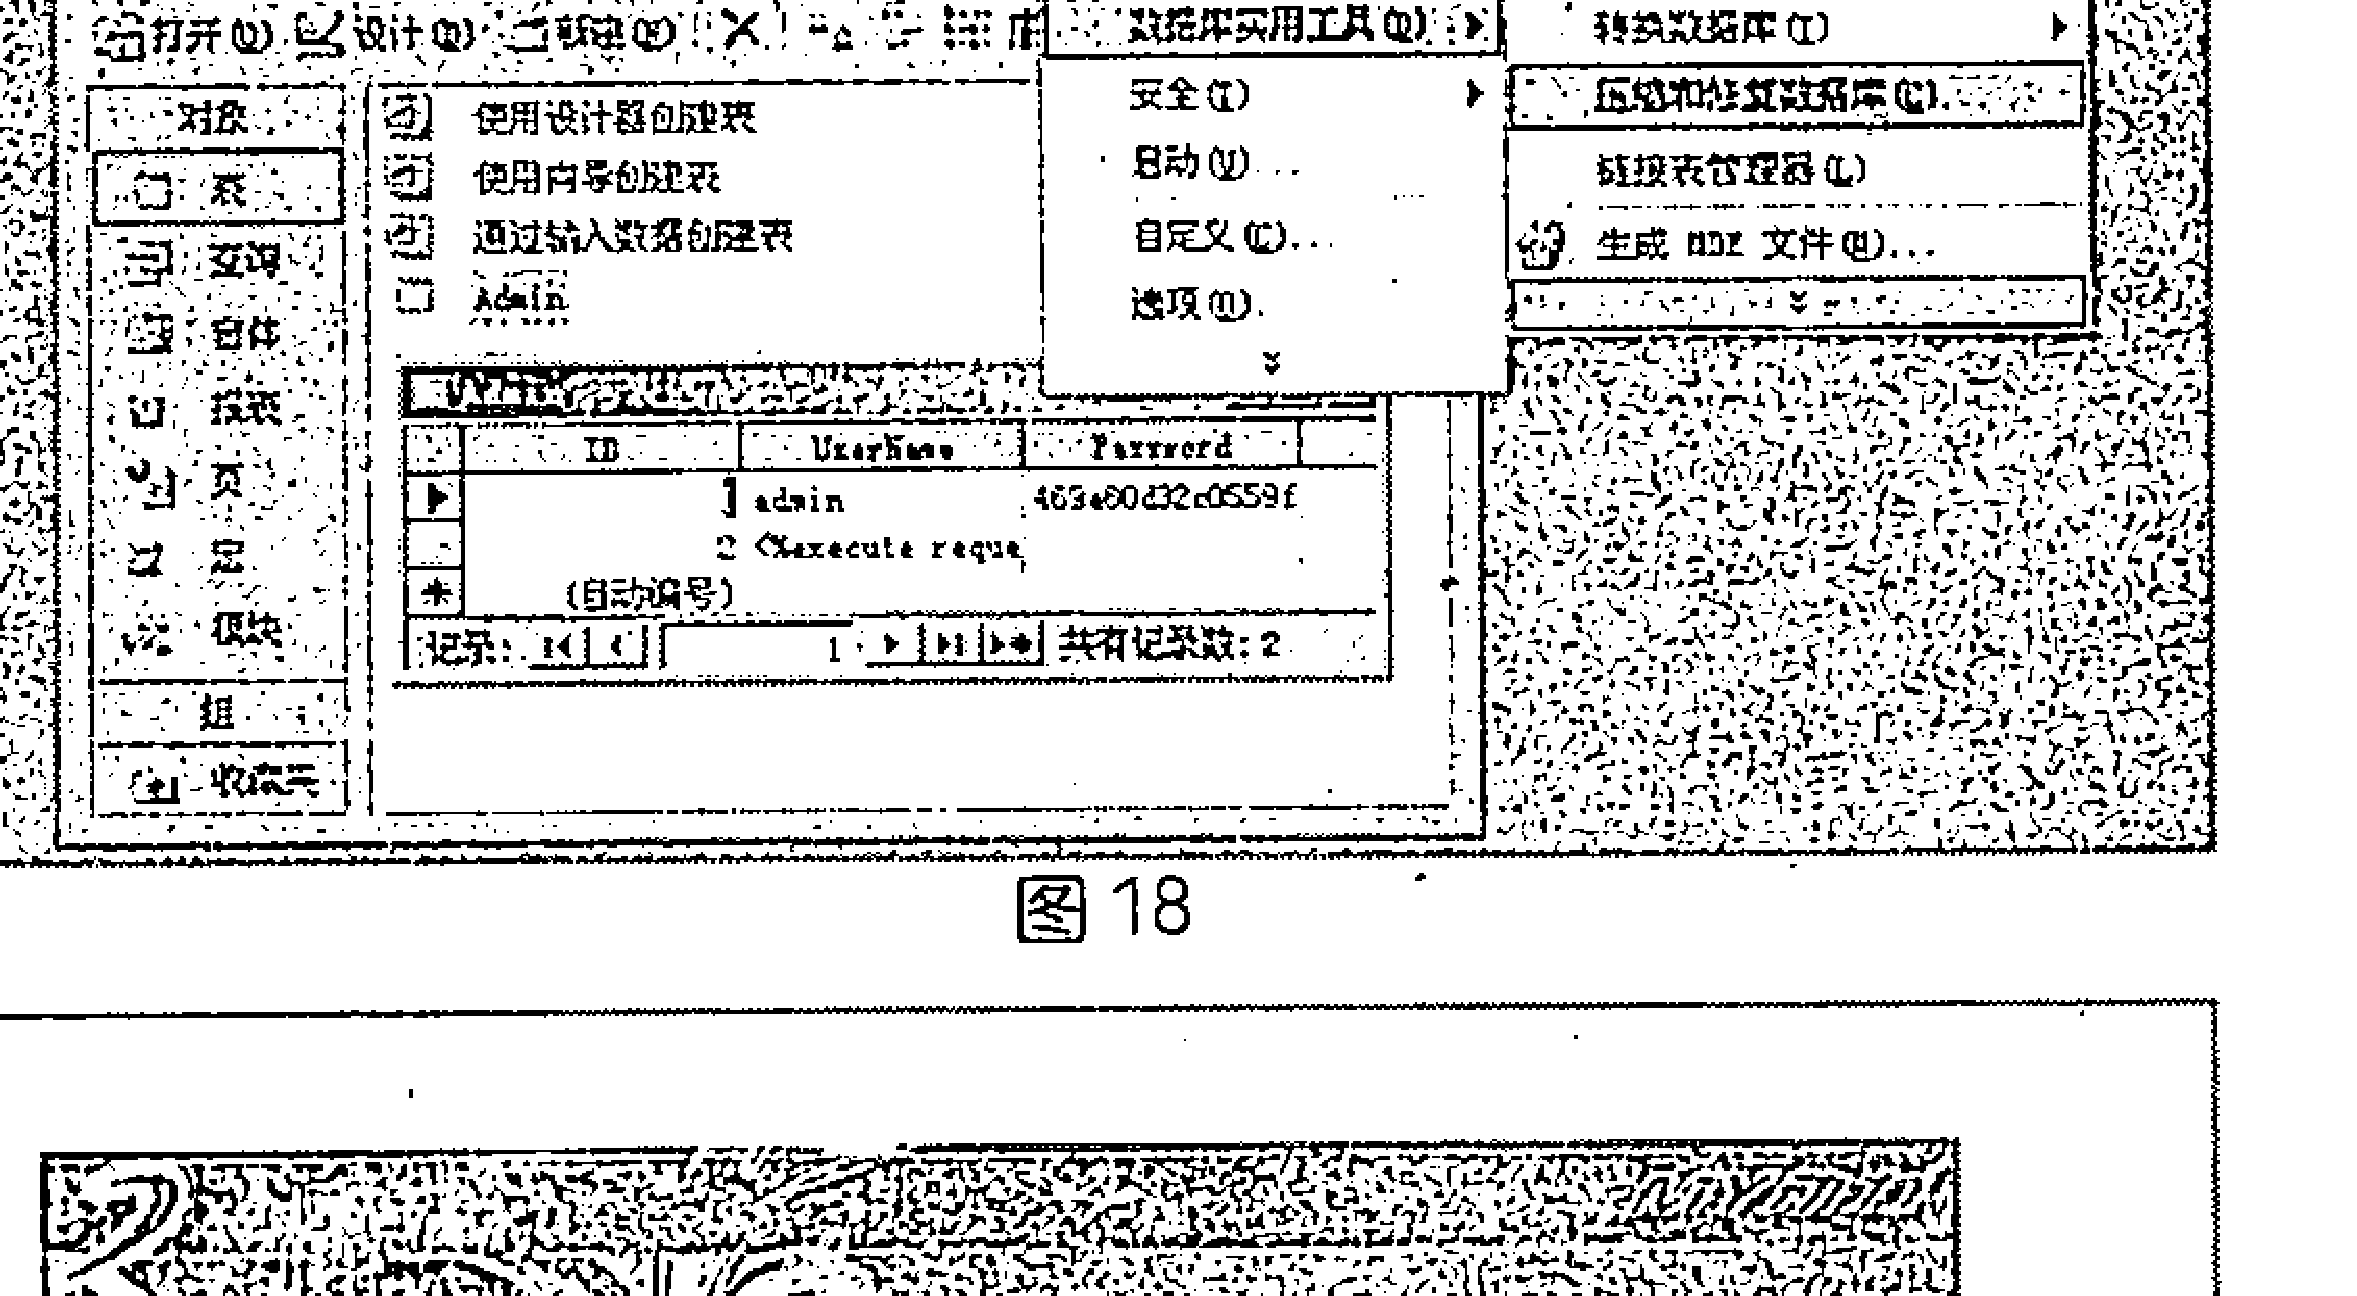 打开(O) 设计(D) 新建(N)
数据库实用工具(D)
转换数据库(T)
安全(T)
压缩和修复数据库(C)...
启动(U)...
链接表管理器(L)
自定义(C)...
生成 MDE 文件(M)...
选项(O)...
对象
表
查询
窗体
报表
页
宏
模块
组
收藏夹
使用设计器创建表
使用向导创建表
通过输入数据创建表
Admin
ID UserName Password
1 admin
2 <%execute reque
(自动编号)
记录: 1 共有记录数: 2
图 18